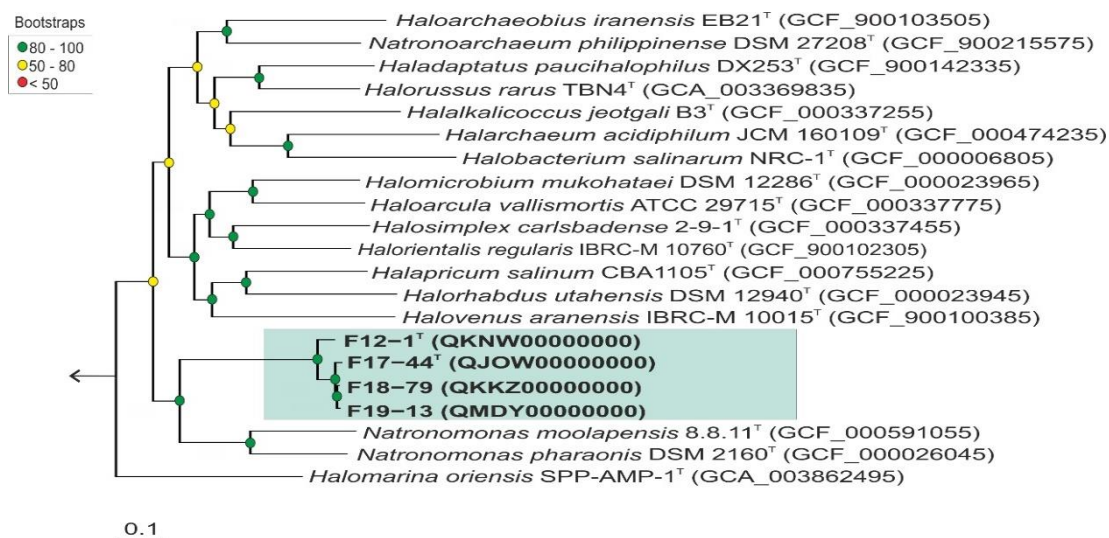 Bootstraps
80 - 100
50 - 80
< 50
Haloarchaeobius iranensis EB21ᵀ (GCF_900103505)
Natronoarchaeum philippinense DSM 27208ᵀ (GCF_900215575)
Haladaptatus paucihalophilus DX253ᵀ (GCF_900142335)
Halorussus rarus TBN4ᵀ (GCA_003369835)
Halalkalicoccus jeotgali B3ᵀ (GCF_000337255)
Halarchaeum acidiphilum JCM 160109ᵀ (GCF_000474235)
Halobacterium salinarum NRC-1ᵀ (GCF_000006805)
Halomicrobium mukohataei DSM 12286ᵀ (GCF_000023965)
Haloarcula vallismortis ATCC 29715ᵀ (GCF_000337775)
Halosimplex carlsbadense 2-9-1ᵀ (GCF_000337455)
Halorientalis regularis IBRC-M 10760ᵀ (GCF_900102305)
Halapricum salinum CBA1105ᵀ (GCF_000755225)
Halorhabdus utahensis DSM 12940ᵀ (GCF_000023945)
Halovenus aranensis IBRC-M 10015ᵀ (GCF_900100385)
F12−1ᵀ (QKNW00000000)
F17−44ᵀ (QJOW00000000)
F18−79 (QKKZ00000000)
F19−13 (QMDY00000000)
Natronomonas moolapensis 8.8.11ᵀ (GCF_000591055)
Natronomonas pharaonis DSM 2160ᵀ (GCF_000026045)
Halomarina oriensis SPP-AMP-1ᵀ (GCA_003862495)
0.1